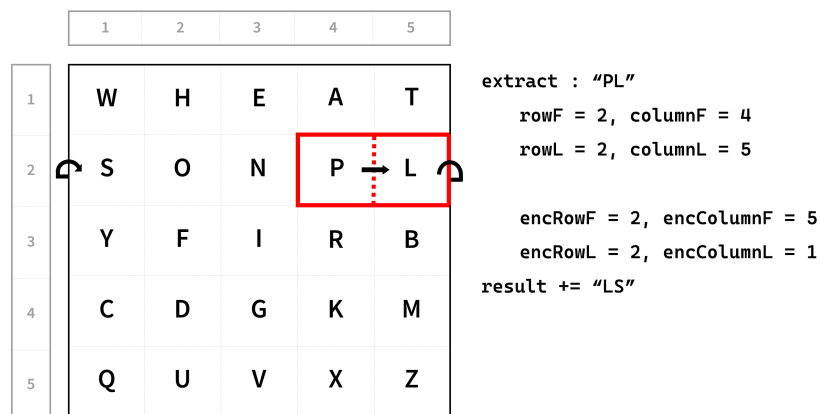 1 2 3 4 5
1 W H E A T
2 S O N P L
3 Y F I R B
4 C D G K M
5 Q U V X Z
extract : “PL”
rowF = 2, columnF = 4
rowL = 2, columnL = 5
encRowF = 2, encColumnF = 5
encRowL = 2, encColumnL = 1
result += “LS”